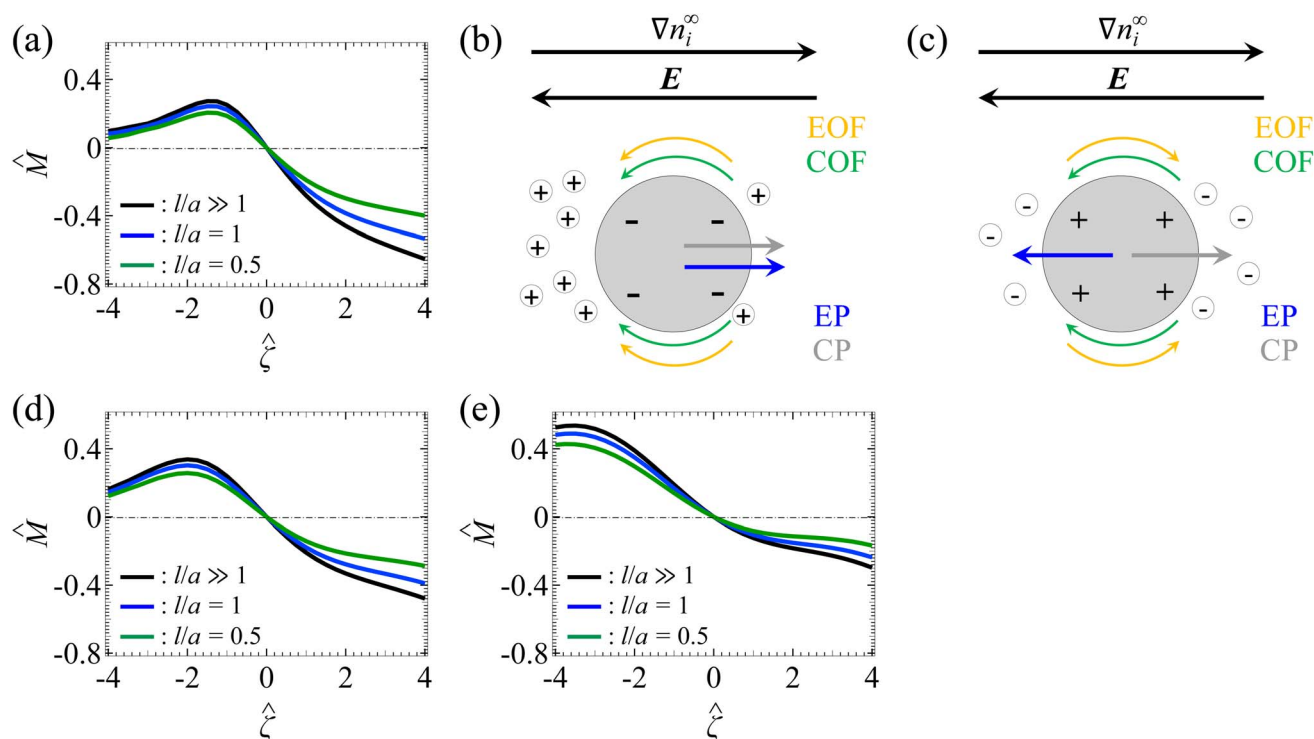 (a)
0.4
0
-0.4
-0.8
M̂
: l/a ≫ 1
: l/a = 1
: l/a = 0.5
-4 -2 0 2 4
ζ̂
(b)
∇n_i^∞
E
EOF
COF
+ + + + + + + + +
- - - -
EP
CP
(c)
∇n_i^∞
E
EOF
COF
- - - - - - -
+ + + +
EP
CP
(d)
0.4
0
-0.4
-0.8
M̂
: l/a ≫ 1
: l/a = 1
: l/a = 0.5
-4 -2 0 2 4
ζ̂
(e)
0.4
0
-0.4
-0.8
M̂
: l/a ≫ 1
: l/a = 1
: l/a = 0.5
-4 -2 0 2 4
ζ̂